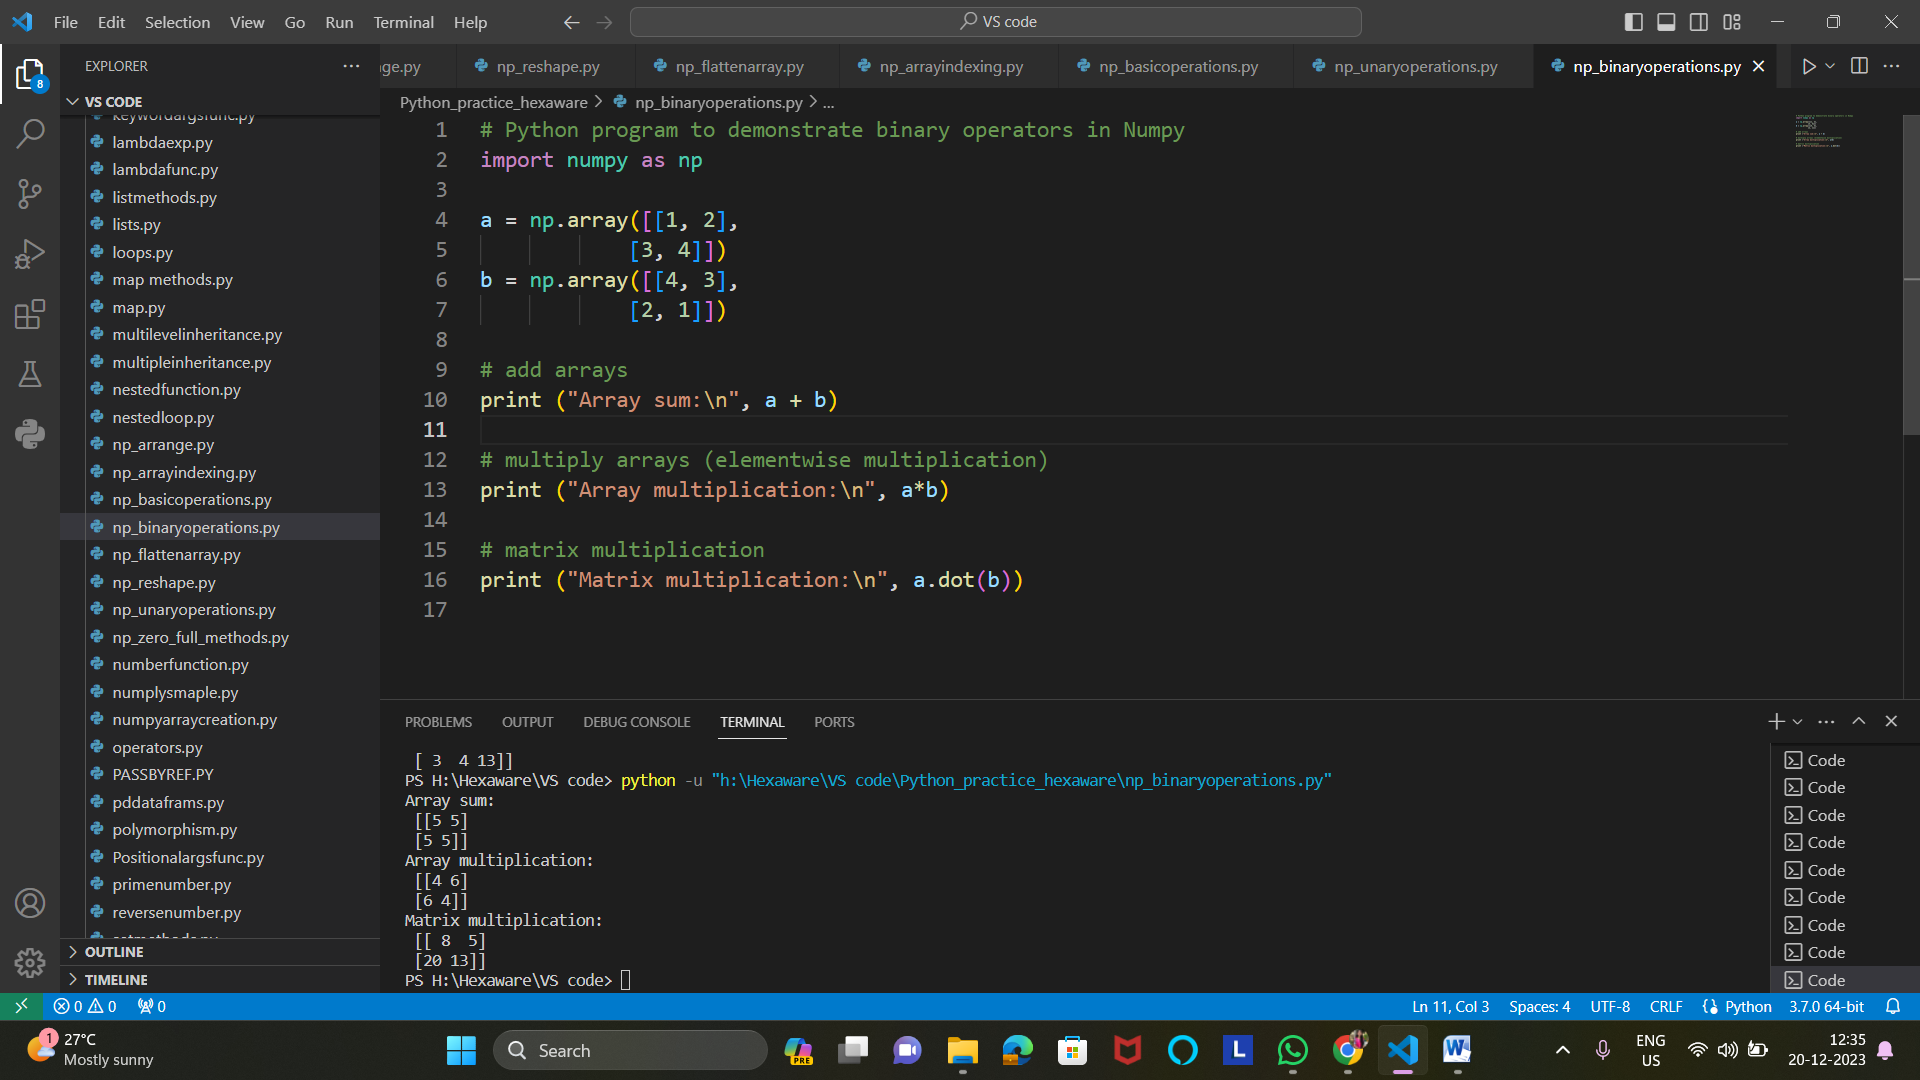 File Edit Selection View Go Run Terminal Help
VS code
EXPLORER
ge.py
np_reshape.py
np_flattenarray.py
np_arrayindexing.py
np_basicoperations.py
np_unaryoperations.py
np_binaryoperations.py
8
VS CODE
keywordargsfunc.py
lambdaexp.py
lambdafunc.py
listmethods.py
lists.py
loops.py
map methods.py
map.py
multilevelinheritance.py
multipleinheritance.py
nestedfunction.py
nestedloop.py
np_arrange.py
np_arrayindexing.py
np_basicoperations.py
np_binaryoperations.py
np_flattenarray.py
np_reshape.py
np_unaryoperations.py
np_zero_full_methods.py
numberfunction.py
numplysmaple.py
numpyarraycreation.py
operators.py
PASSBYREF.PY
pddataframs.py
polymorphism.py
Positionalargsfunc.py
primenumber.py
reversenumber.py
OUTLINE
TIMELINE
Python_practice_hexaware > np_binaryoperations.py > ...
1 # Python program to demonstrate binary operators in Numpy
2 import numpy as np
3
4 a = np.array([[1, 2],
5 [3, 4]])
6 b = np.array([[4, 3],
7 [2, 1]])
8
9 # add arrays
10 print ("Array sum:\n", a + b)
11
12 # multiply arrays (elementwise multiplication)
13 print ("Array multiplication:\n", a*b)
14
15 # matrix multiplication
16 print ("Matrix multiplication:\n", a.dot(b))
17
PROBLEMS OUTPUT DEBUG CONSOLE TERMINAL PORTS
[ 3  4 13]]
PS H:\Hexaware\VS code> python -u "h:\Hexaware\VS code\Python_practice_hexaware\np_binaryoperations.py"
Array sum:
[[5 5]
[5 5]]
Array multiplication:
[[4 6]
[6 4]]
Matrix multiplication:
[[ 8  5]
[20 13]]
PS H:\Hexaware\VS code>
Code
Code
Code
Code
Code
Code
Code
Code
Code
0 0 0
Ln 11, Col 3 Spaces: 4 UTF-8 CRLF Python 3.7.0 64-bit
1
27°C
Mostly sunny
Search
PRE
L
W
ENG
US
12:35
20-12-2023